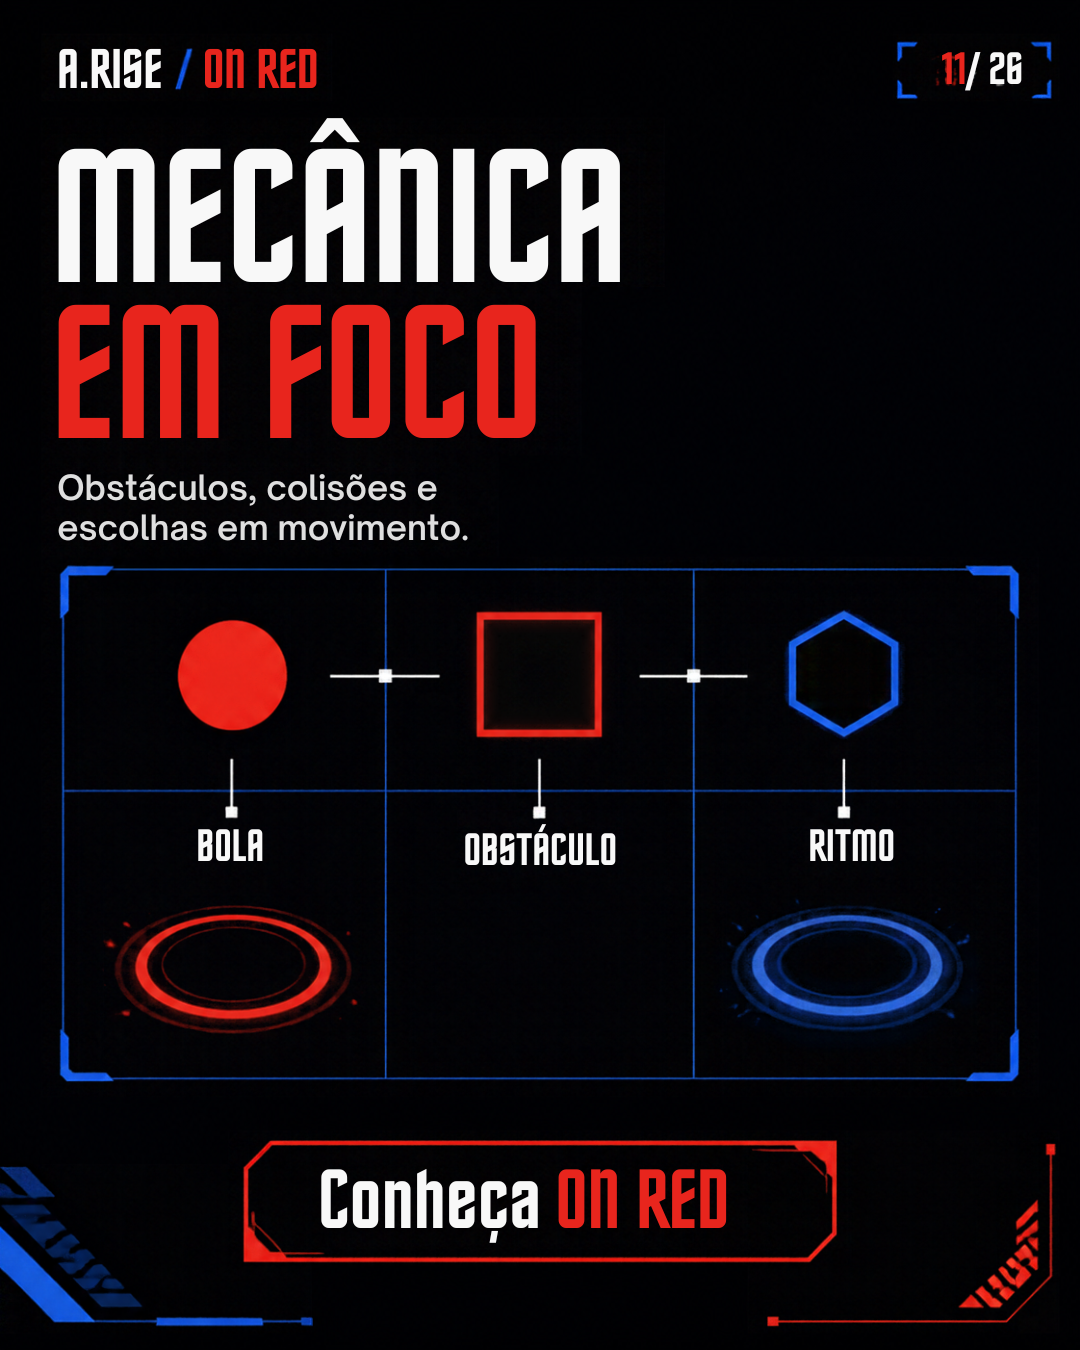 A.RISE / ON RED
11/ 26
MECÂNICA
EM FOCO
Obstáculos, colisões e
escolhas em movimento.
BOLA
OBSTÁCULO
RITMO
Conheça ON RED